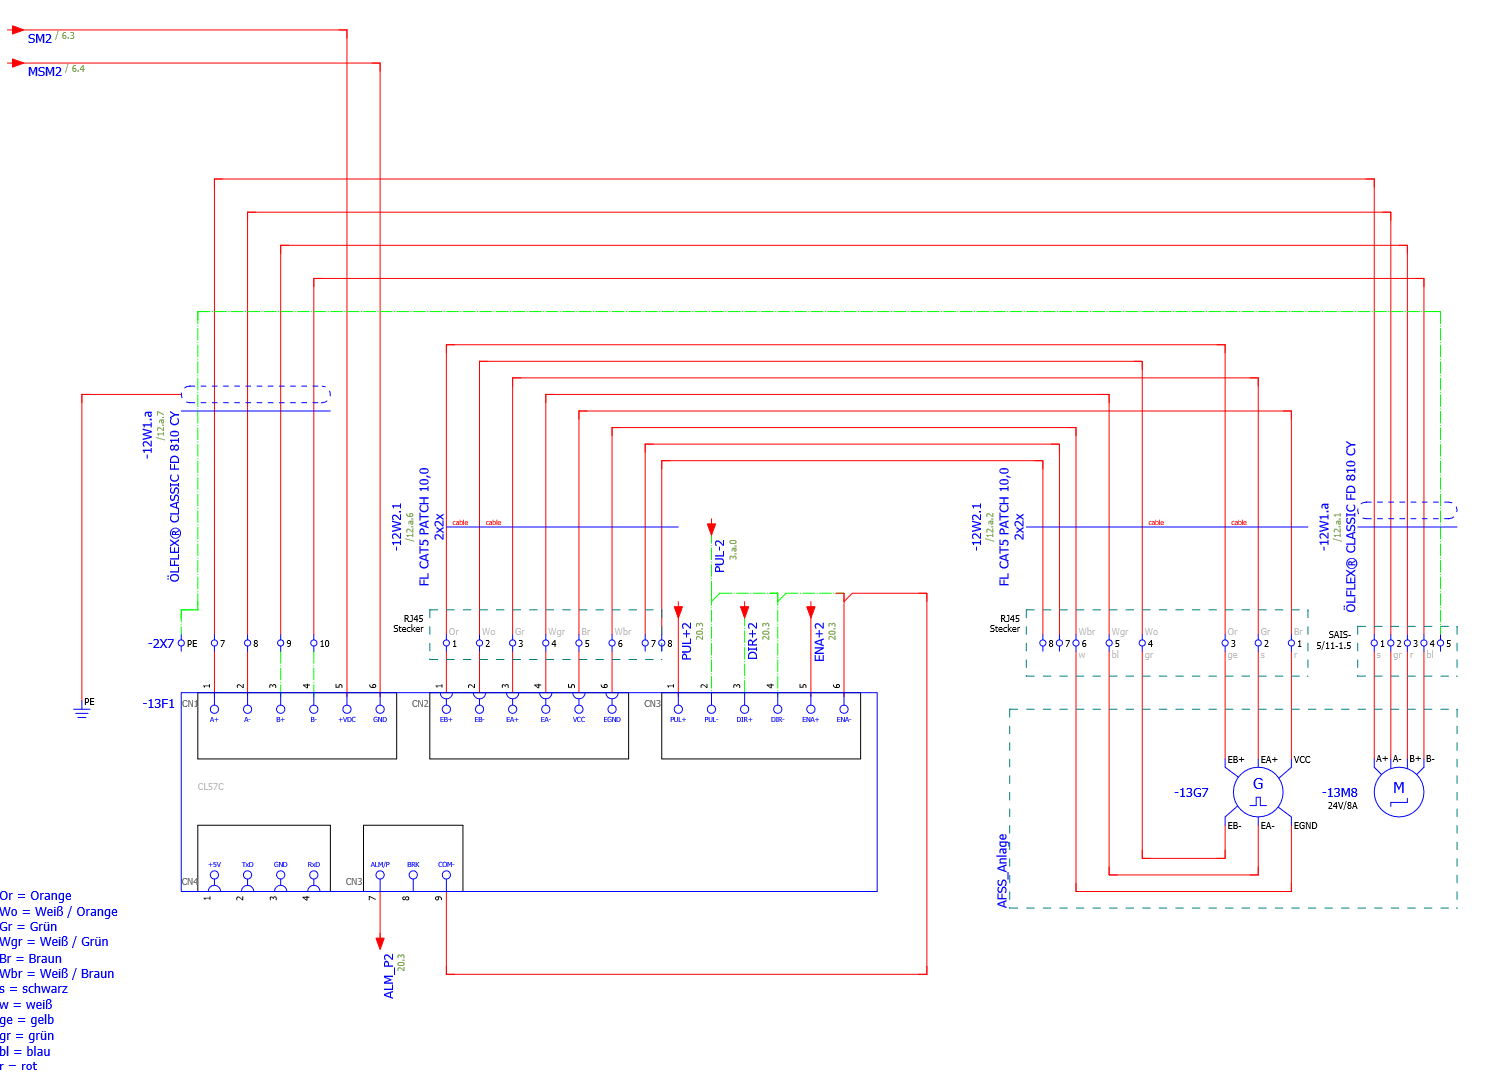 SM2 / 6.3
MSM2 / 6.4
-12W1.a
/12.a.7
ÖLFLEX® CLASSIC FD 810 CY
-12W2.1
/12.a.6
FL CAT5 PATCH 10,0
2x2x
cable cable
PUL-2
3.a.0
-12W2.1
/12.a.2
FL CAT5 PATCH 10,0
2x2x
cable cable
-12W1.a
/12.a.1
ÖLFLEX® CLASSIC FD 810 CY
RJ45
Stecker
Or Wo Gr Wgr Br Wbr
-2X7 PE 7 8 9 10
1 2 3 4 5 6 7 8
PUL+2
20.3
DIR+2
20.3
ENA+2
20.3
RJ45
Stecker
Wbr Wgr Wo Or Gr Br
8 7 6 5 4 3 2 1
w bl gr ge s r
SAIS-
5/11-1.5
1 2 3 4 5
s gr r bl
PE
-13F1
CN1
1 2 3 4 5 6
A+ A- B+ B- +VDC GND
CN2
1 2 3 4 5 6
EB+ EB- EA+ EA- VCC EGND
CN3
1 2 3 4 5 6
PUL+ PUL- DIR+ DIR- ENA+ ENA-
CL57C
+5V TxD GND RxD
CN4
1 2 3 4
ALM/P BRK COM-
CN3
7 8 9
ALM_P2
20.3
AFSS_Anlage
EB+ EA+ VCC
-13G7
G
EB- EA- EGND
A+ A- B+ B-
-13M8
24V/8A
M
Or = Orange
Wo = Weiß / Orange
Gr = Grün
Wgr = Weiß / Grün
Br = Braun
Wbr = Weiß / Braun
s = schwarz
w = weiß
ge = gelb
gr = grün
bl = blau
r = rot